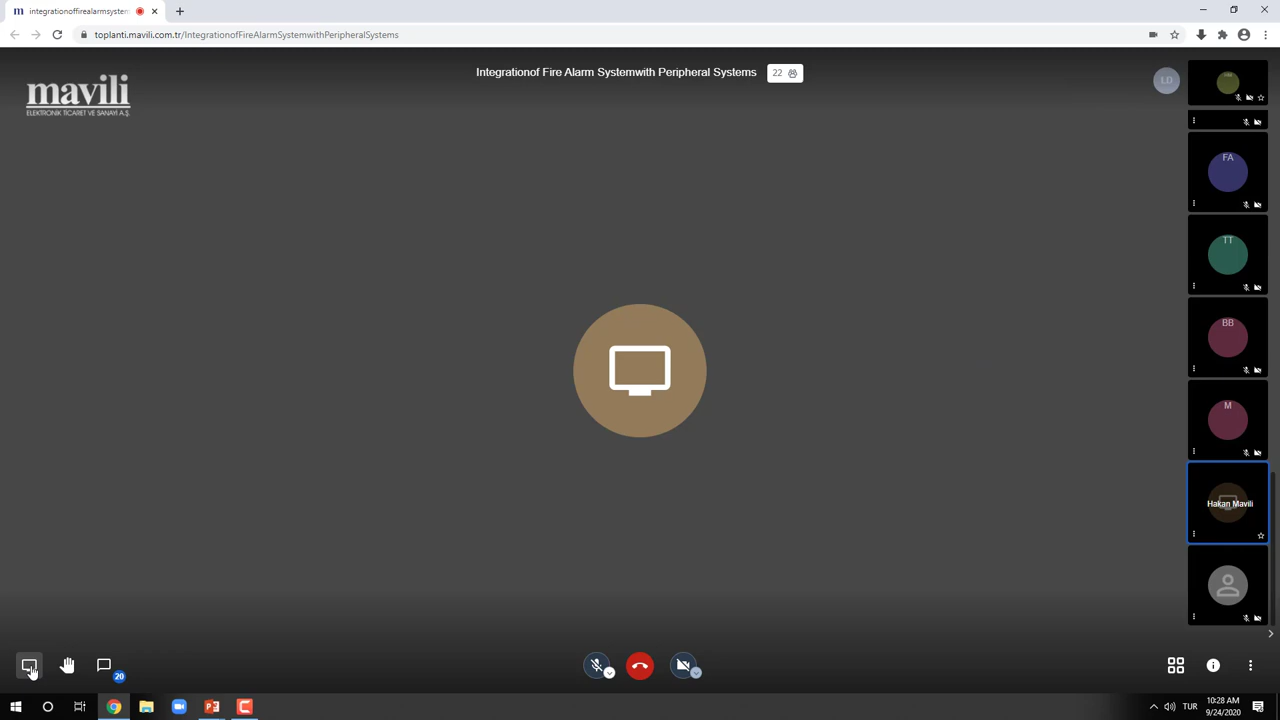 integrationoffirealarmsystem
toplanti.mavili.com.tr/IntegrationofFireAlarmSystemwithPeripheralSystems
mavili
ELEKTRONİK TİCARET VE SANAYİ A.Ş.
Integrationof Fire Alarm Systemwith Peripheral Systems
22
LD
FA
TT
BB
M
Hakan Mavili
20
TUR
10:28 AM
9/24/2020